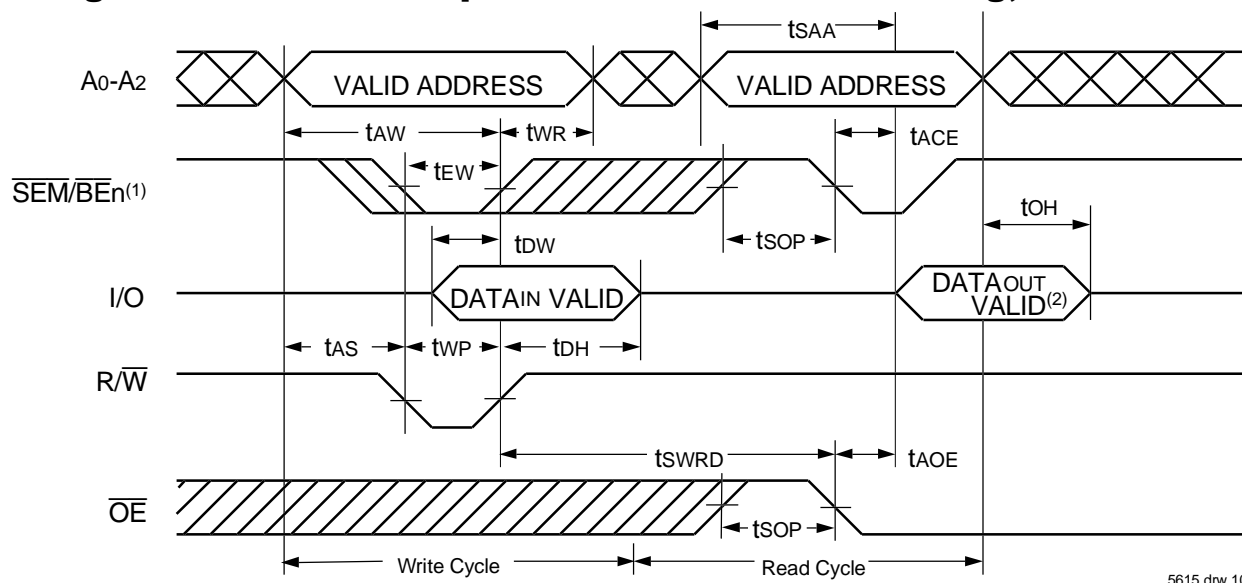 tSAA
A0-A2
VALID ADDRESS
VALID ADDRESS
tAW
tWR
tACE
tEW
SEM/BEn(1)
tOH
tDW
tSOP
I/O
DATAIN VALID
DATAOUT
VALID(2)
tAS
tWP
tDH
R/W
tSWRD
tAOE
OE
tSOP
Write Cycle
Read Cycle